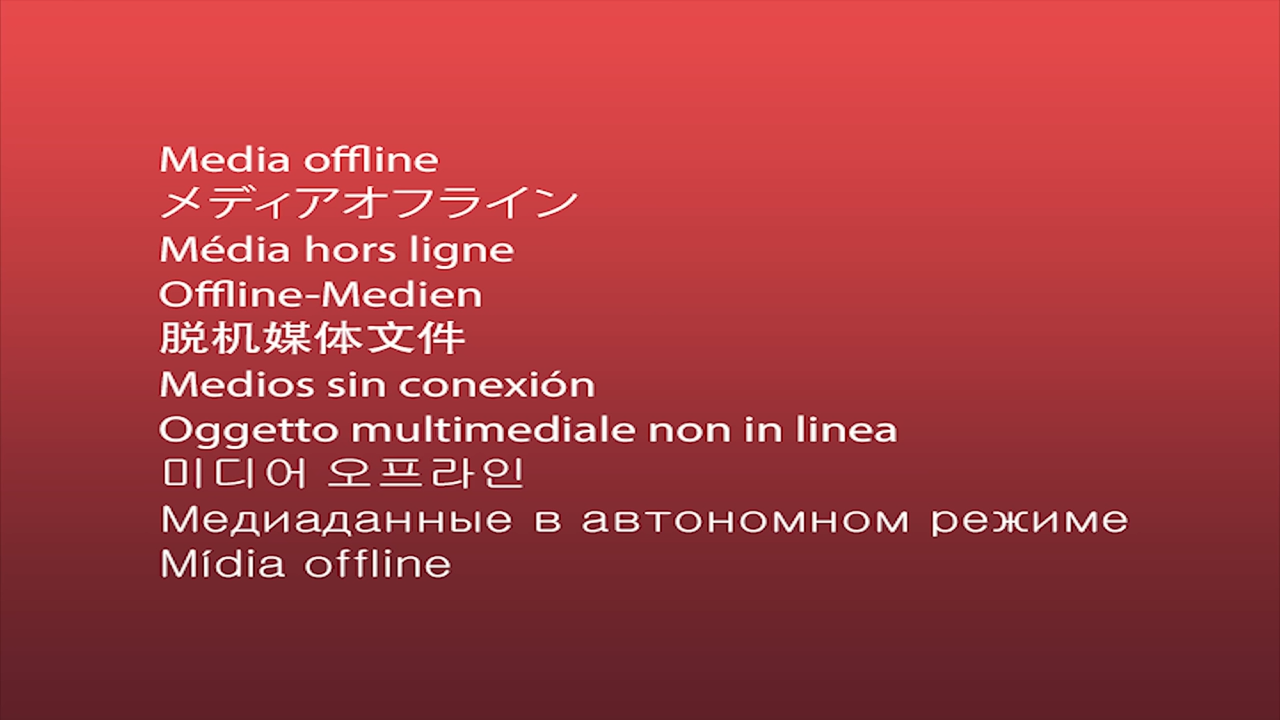 Media offline
メディアオフライン
Média hors ligne
Offline-Medien
脱机媒体文件
Medios sin conexión
Oggetto multimediale non in linea
미디어 오프라인
Медиаданные в автономном режиме
Mídia offline